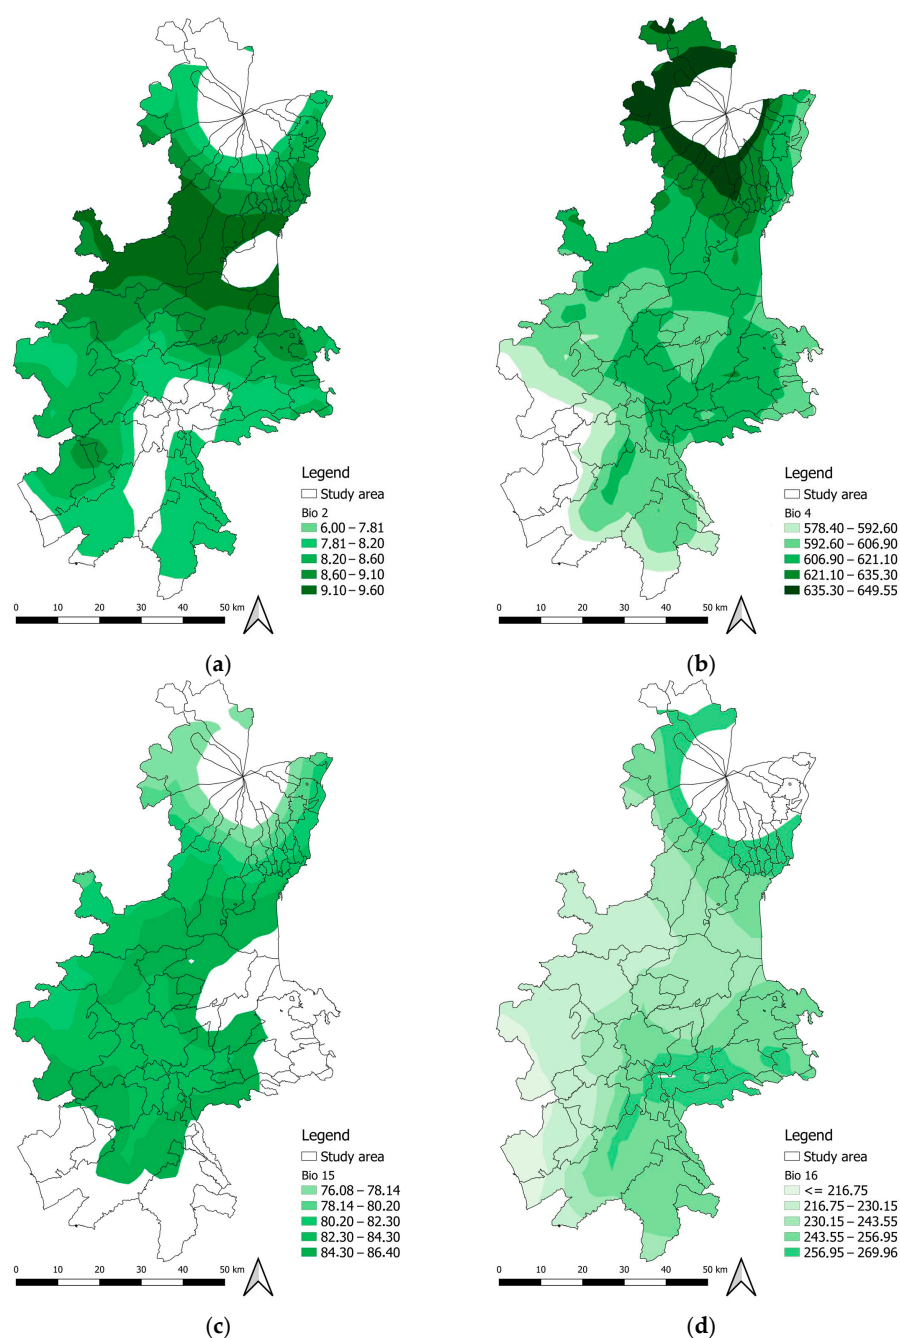 Legend
Study area
Bio 2
6.00 – 7.81
7.81 – 8.20
8.20 – 8.60
8.60 – 9.10
9.10 – 9.60
0 10 20 30 40 50 km
(a)
Legend
Study area
Bio 4
578.40 – 592.60
592.60 – 606.90
606.90 – 621.10
621.10 – 635.30
635.30 – 649.55
0 10 20 30 40 50 km
(b)
Legend
Study area
Bio 15
76.08 – 78.14
78.14 – 80.20
80.20 – 82.30
82.30 – 84.30
84.30 – 86.40
0 10 20 30 40 50 km
(c)
Legend
Study area
Bio 16
<= 216.75
216.75 – 230.15
230.15 – 243.55
243.55 – 256.95
256.95 – 269.96
0 10 20 30 40 50 km
(d)